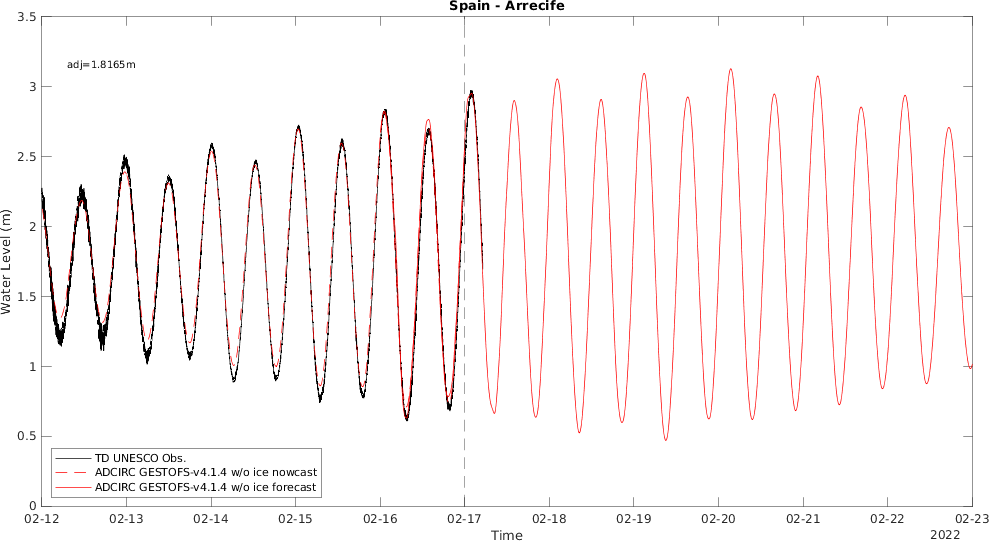 Spain - Arrecife
3.5
adj=1.8165m
3
2.5
2
1.5
1
0.5
0
Water Level (m)
TD UNESCO Obs.
ADCIRC GESTOFS-v4.1.4 w/o ice nowcast
ADCIRC GESTOFS-v4.1.4 w/o ice forecast
02-12 02-13 02-14 02-15 02-16 02-17 02-18 02-19 02-20 02-21 02-22 02-23
Time
2022